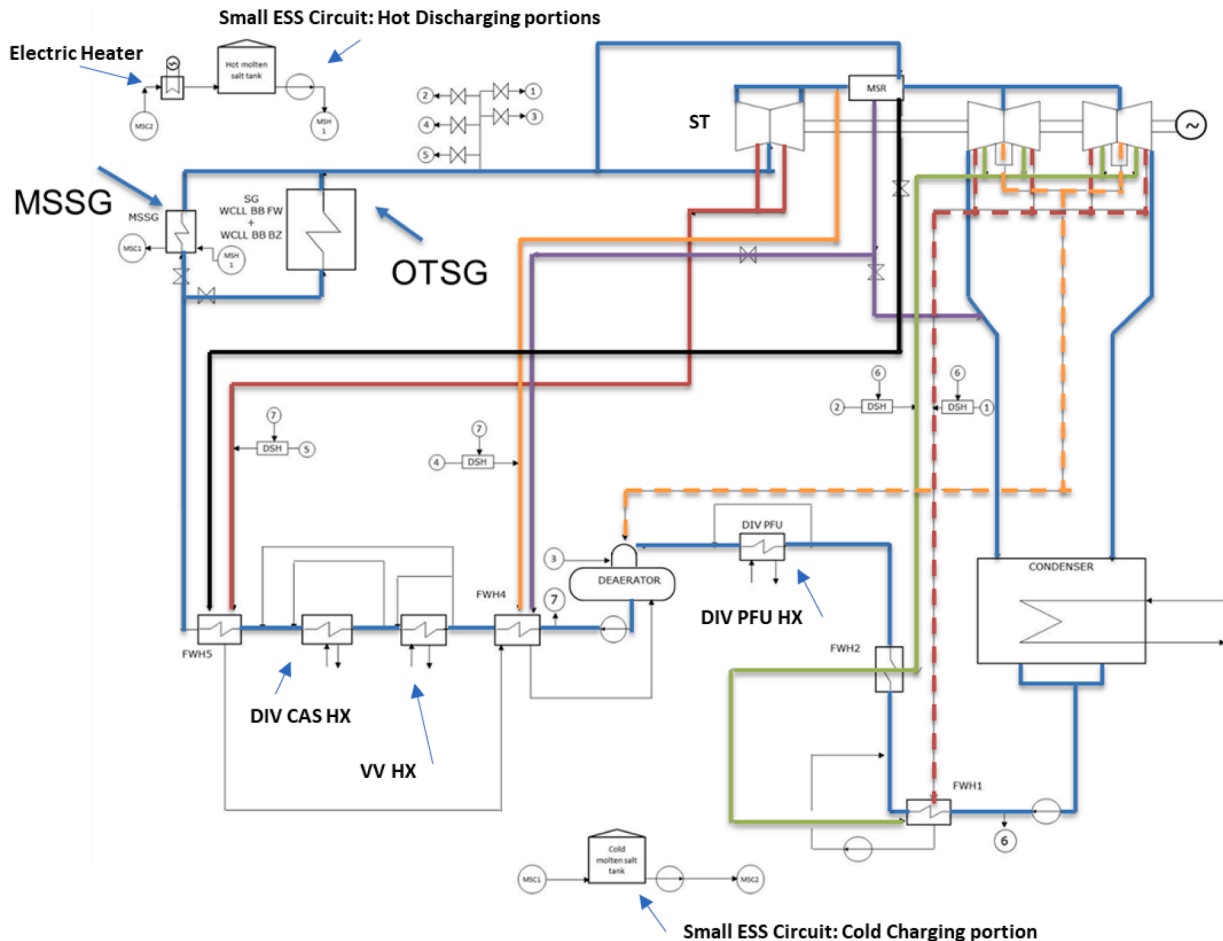 Small ESS Circuit: Hot Discharging portions
Electric Heater
Hot molten
salt tank
MSC2
MSH
1
2
1
4
3
5
MSR
ST
MSSG
MSSG
MSC1
MSH
1
SG
WCLL BB FW
+
WCLL BB BZ
OTSG
6
6
2
DSH
DSH
1
7
DSH
5
7
4
DSH
DIV PFU
3
DEAERATOR
CONDENSER
FWH4
7
DIV PFU HX
FWH5
FWH2
DIV CAS HX
VV HX
FWH1
6
Cold
molten salt
tank
MSC1
MSC2
Small ESS Circuit: Cold Charging portion